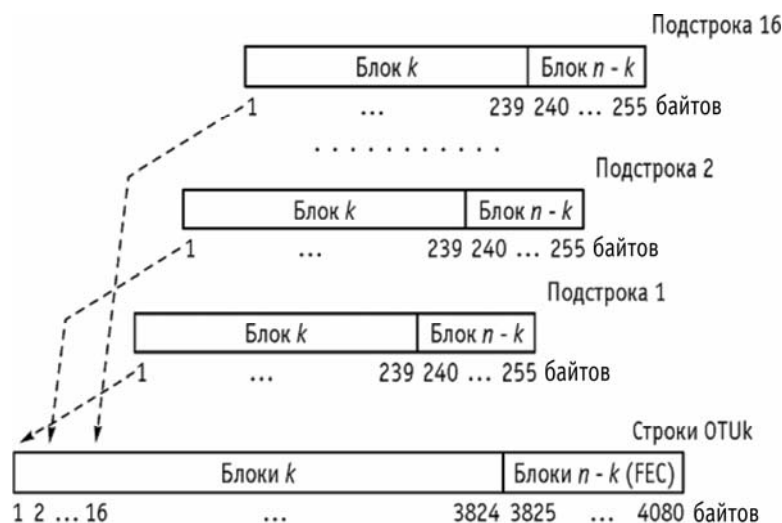 Подстрока 16
Блок k Блок n - k
1 ... 239 240 ... 255 байтов
. . . . . . . . . . .
Подстрока 2
Блок k Блок n - k
1 ... 239 240 ... 255 байтов
Подстрока 1
Блок k Блок n - k
1 ... 239 240 ... 255 байтов
Строки OTUk
Блоки k Блоки n - k (FEC)
1 2 ... 16 ... 3824 3825 ... 4080 байтов